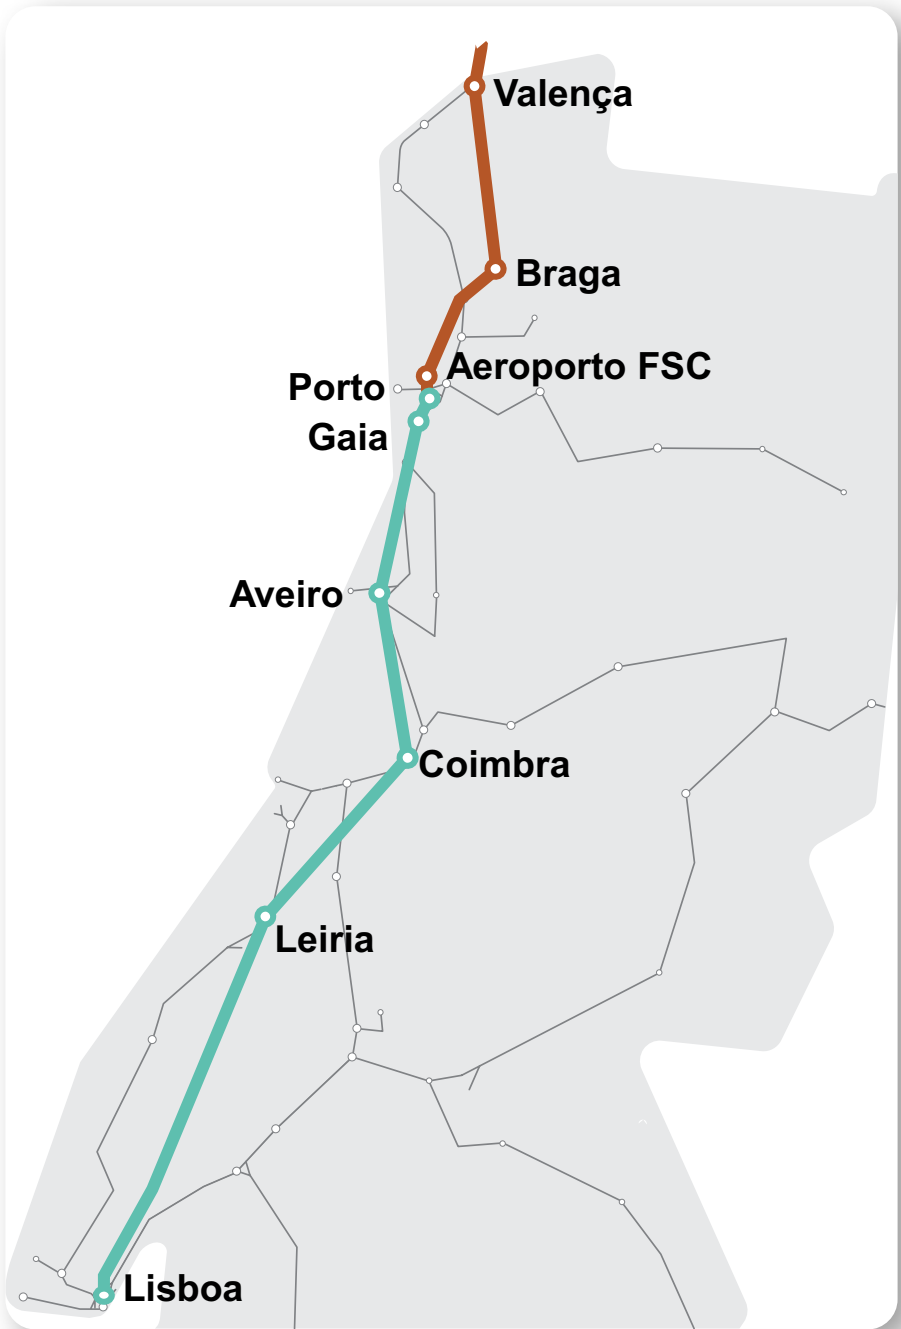 Valença
Braga
Aeroporto FSC
Porto
Gaia
Aveiro
Coimbra
Leiria
Lisboa